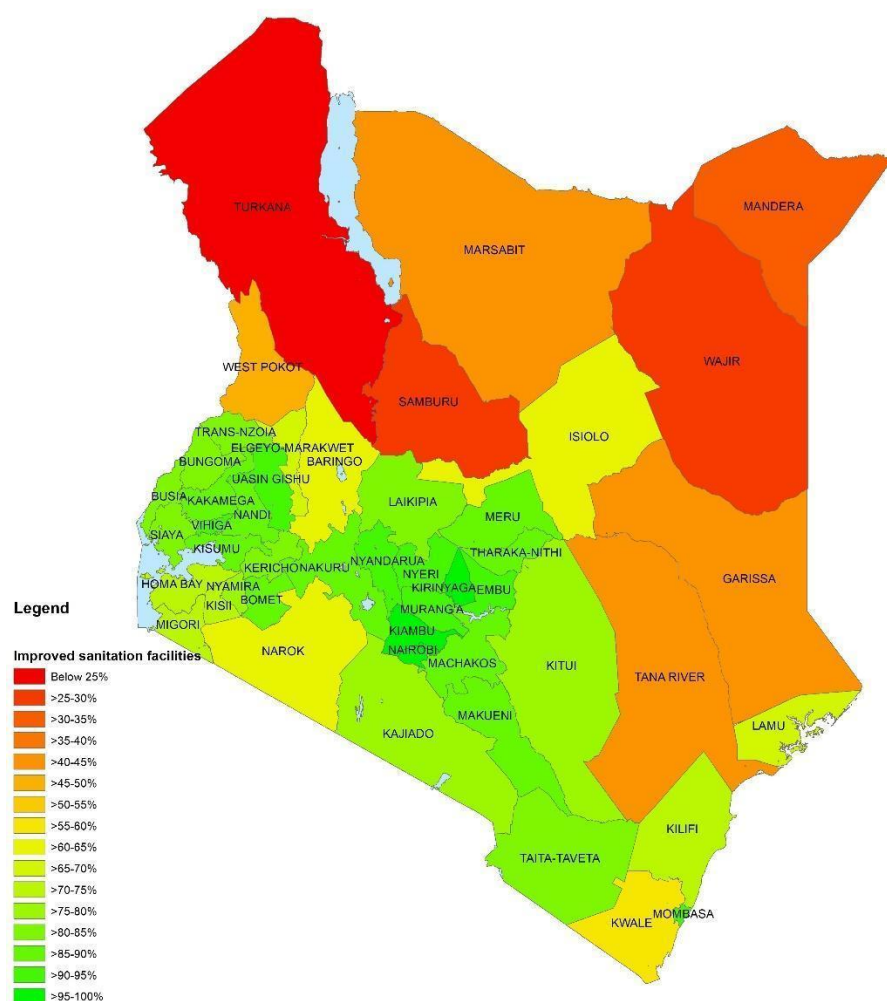 TURKANA
MANDERA
MARSABIT
WEST POKOT
WAJIR
SAMBURU
ISIOLO
TRANS-NZOIA
ELGEYO-MARAKWET
BUNGOMA
BARINGO
UASIN GISHU
LAIKIPIA
BUSIA
KAKAMEGA
NANDI
MERU
VIHIGA
SIAYA
KISUMU
THARAKA-NITHI
KERICHO
NAKURU
NYANDARUA
NYERI
GARISSA
HOMA BAY
NYAMIRA
KIRINYAGA
EMBU
BOMET
KISII
MURANG'A
MIGORI
KIAMBU
NAROK
NAIROBI
MACHAKOS
KITUI
TANA RIVER
MAKUENI
LAMU
KAJIADO
KILIFI
TAITA-TAVETA
MOMBASA
KWALE
Legend
Improved sanitation facilities
Below 25%
>25-30%
>30-35%
>35-40%
>40-45%
>45-50%
>50-55%
>55-60%
>60-65%
>65-70%
>70-75%
>75-80%
>80-85%
>85-90%
>90-95%
>95-100%